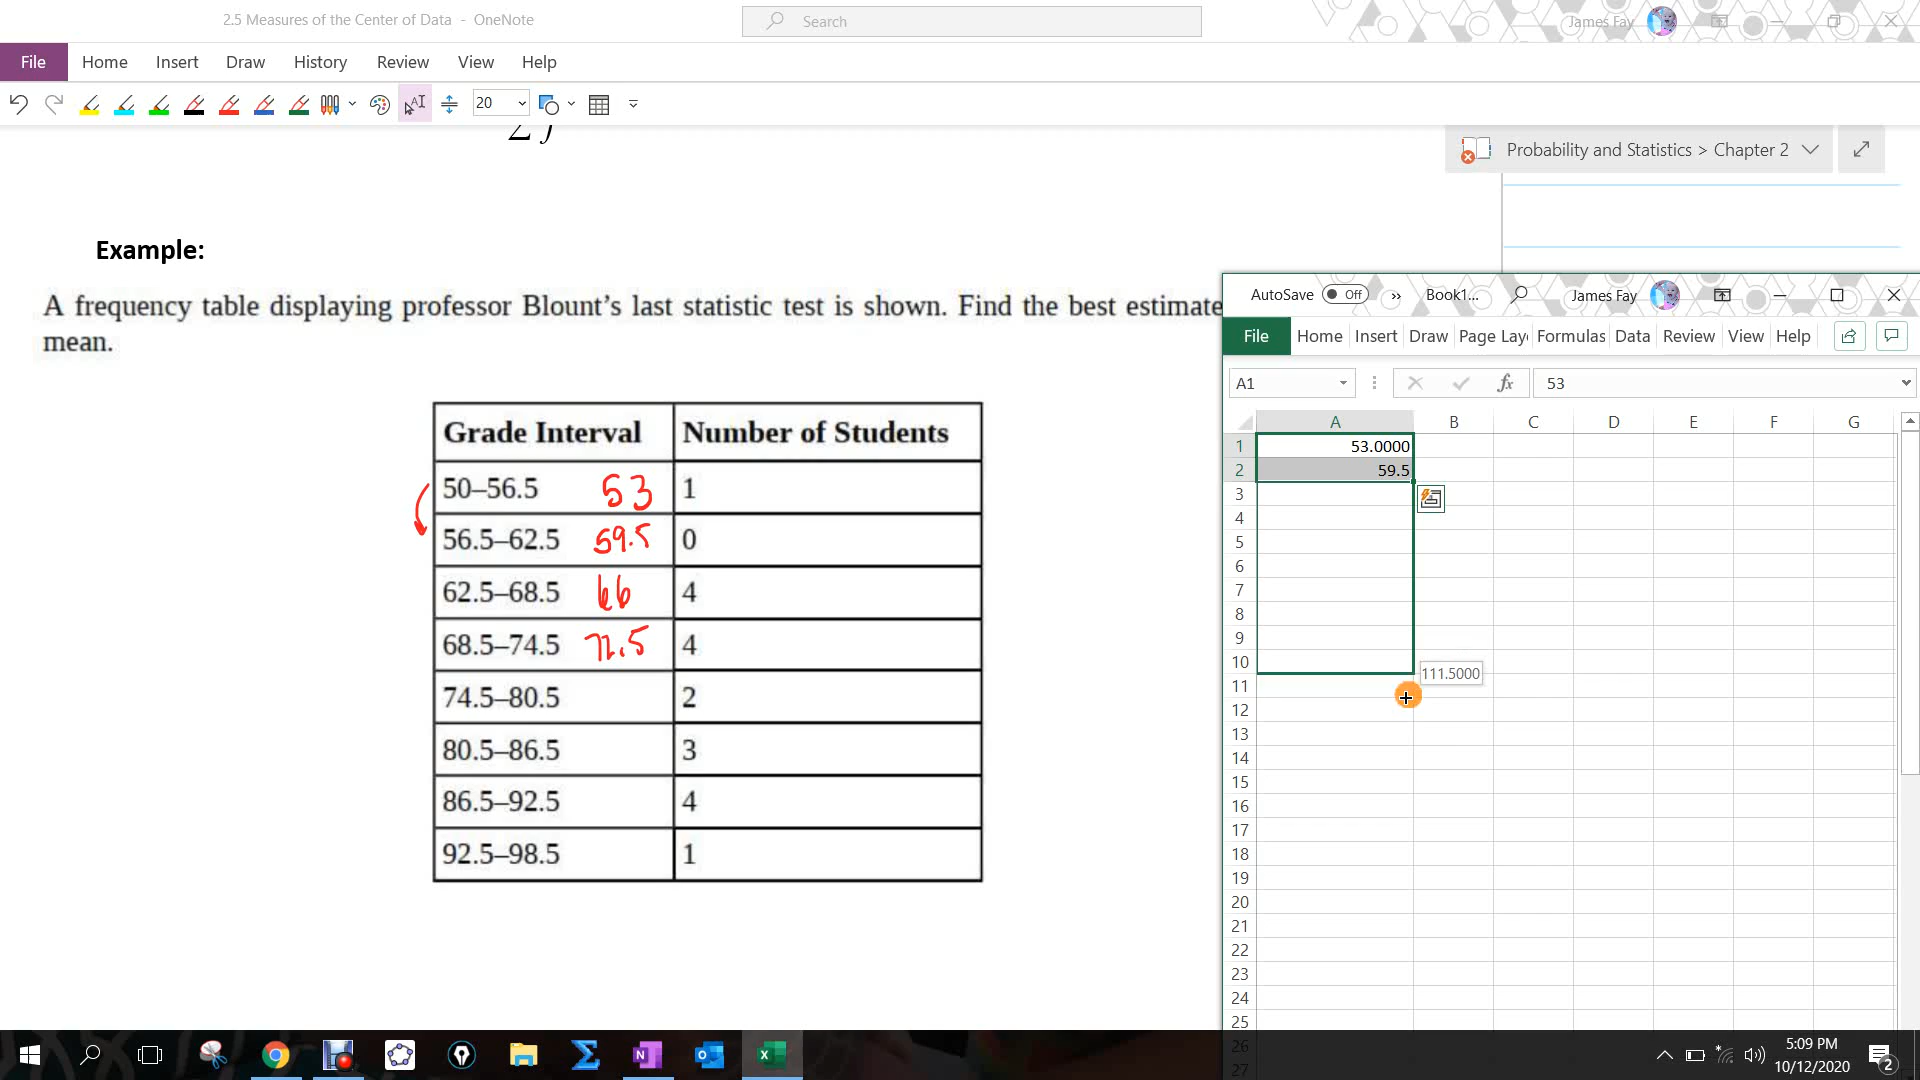 2.5 Measures of the Center of Data - OneNote
Search
James Fay
File Home Insert Draw History Review View Help
20
Probability and Statistics > Chapter 2
Example:
A frequency table displaying professor Blount's last statistic test is shown. Find the best estimate
mean.
Grade Interval Number of Students
50–56.5 53 1
56.5–62.5 59.5 0
62.5–68.5 66 4
68.5–74.5 72.5 4
74.5–80.5 2
80.5–86.5 3
86.5–92.5 4
92.5–98.5 1
AutoSave Off Book1... James Fay
File Home Insert Draw Page Lay Formulas Data Review View Help
A1 fx 53
A B C D E F G
1 53.0000
2 59.5
3
4
5
6
7
8
9
10
111.5000
11
12
13
14
15
16
17
18
19
20
21
22
23
24
25
26
27
5:09 PM
10/12/2020
2